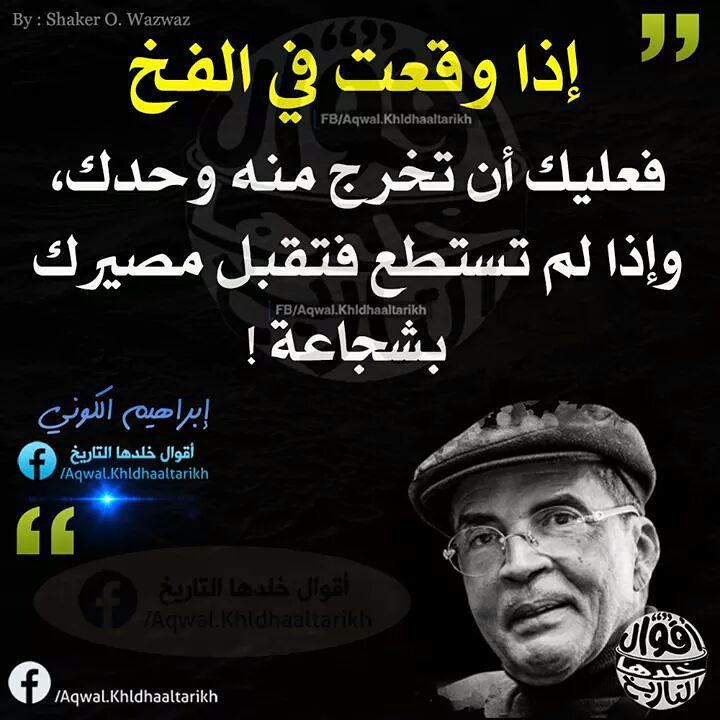 By : Shaker O. Wazwaz
”
إذا وقعت في الفخ
FB/Aqwal.Khldhaaltarikh
فعليك أن تخرج منه وحدك،
وإذا لم تستطع فتقبل مصيرك
FB/Aqwal.Khldhaaltarikh
بشجاعة !
إبراهيم الكوني
أقوال خلدها التاريخ
/Aqwal.Khldhaaltarikh
“
أقوال خلدها التاريخ
/Aqwal.Khldhaaltarikh
أقوال
خلدها
التاريخ
/Aqwal.Khldhaaltarikh